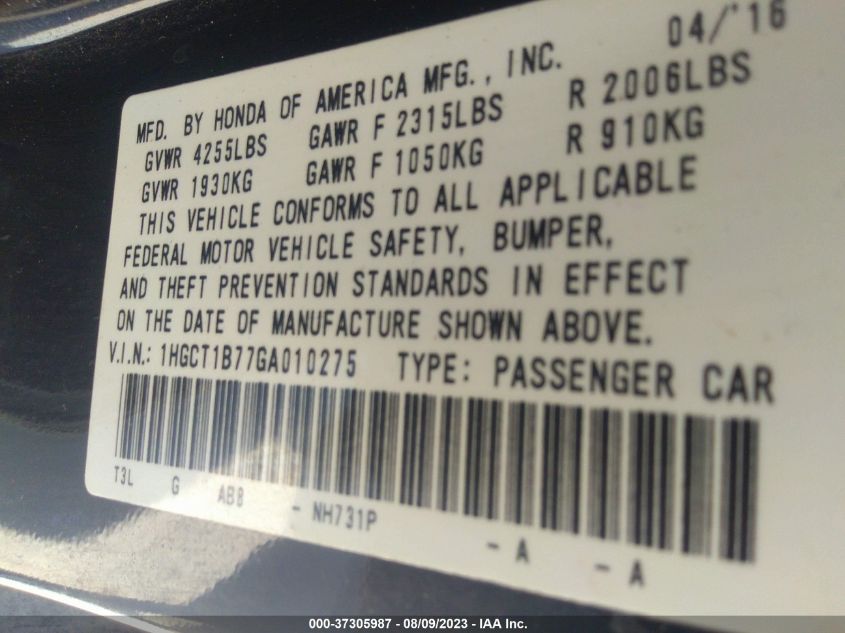 04/'16
MFD. BY HONDA OF AMERICA MFG., INC.
GVWR 4255LBS GAWR F 2315LBS R 2006LBS
GVWR 1930KG GAWR F 1050KG R 910KG
THIS VEHICLE CONFORMS TO ALL APPLICABLE
FEDERAL MOTOR VEHICLE SAFETY, BUMPER,
AND THEFT PREVENTION STANDARDS IN EFFECT
ON THE DATE OF MANUFACTURE SHOWN ABOVE.
V.I.N.: 1HGCT1B77GA010275 TYPE: PASSENGER CAR
T3L G AB8 - NH731P - A - A
000-37305987 - 08/09/2023 - IAA Inc.